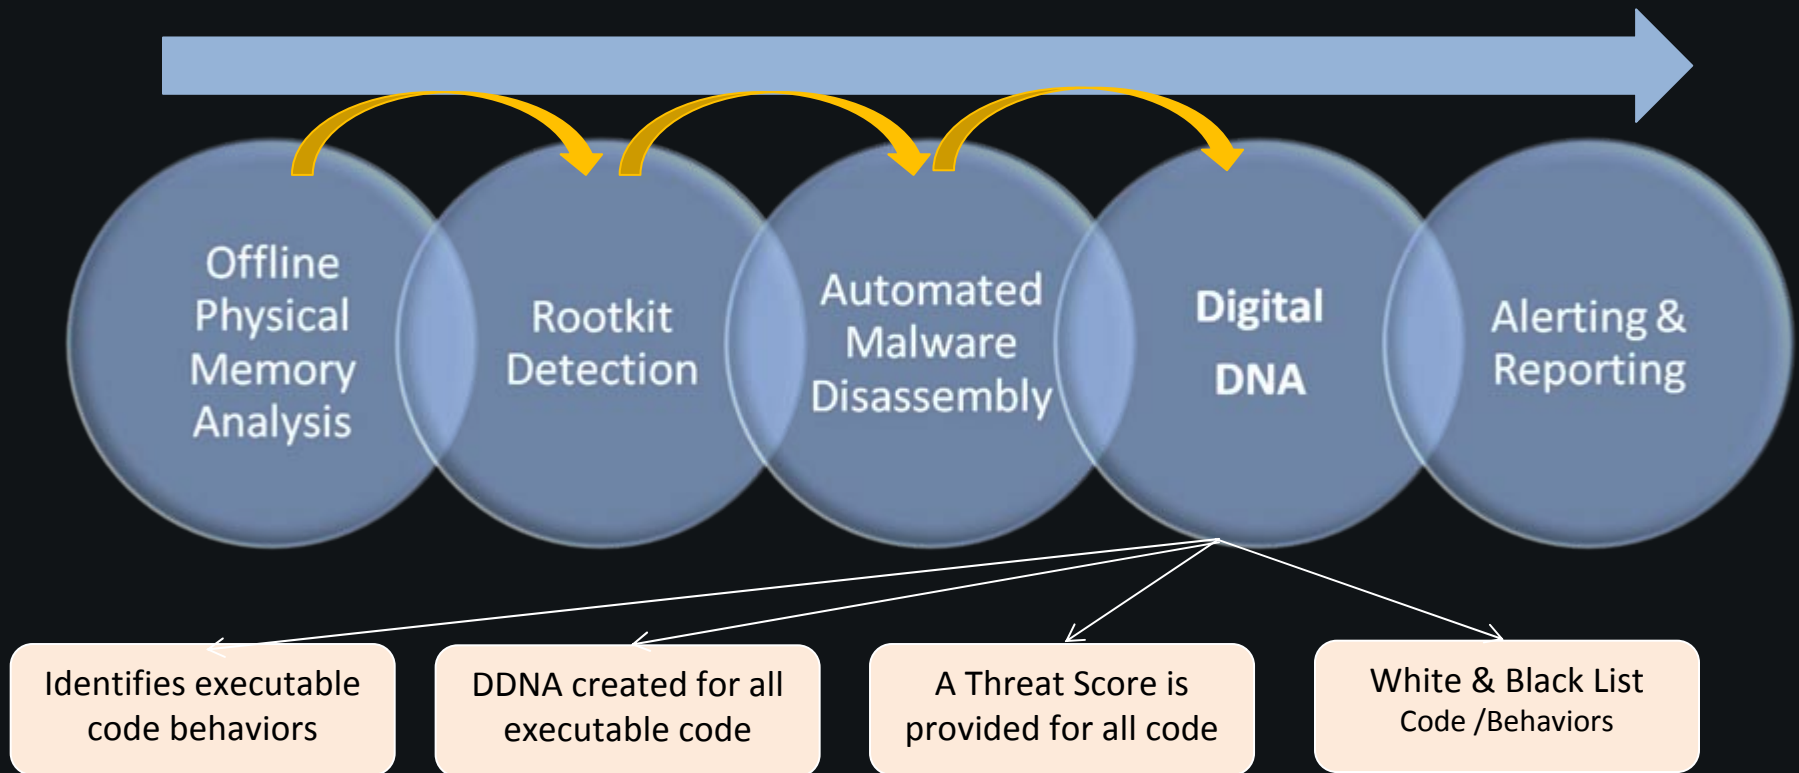 Offline
Physical
Memory
Analysis
Rootkit
Detection
Automated
Malware
Disassembly
Digital
DNA
Alerting &
Reporting
Identifies executable
code behaviors
DDNA created for all
executable code
A Threat Score is
provided for all code
White & Black List
Code /Behaviors